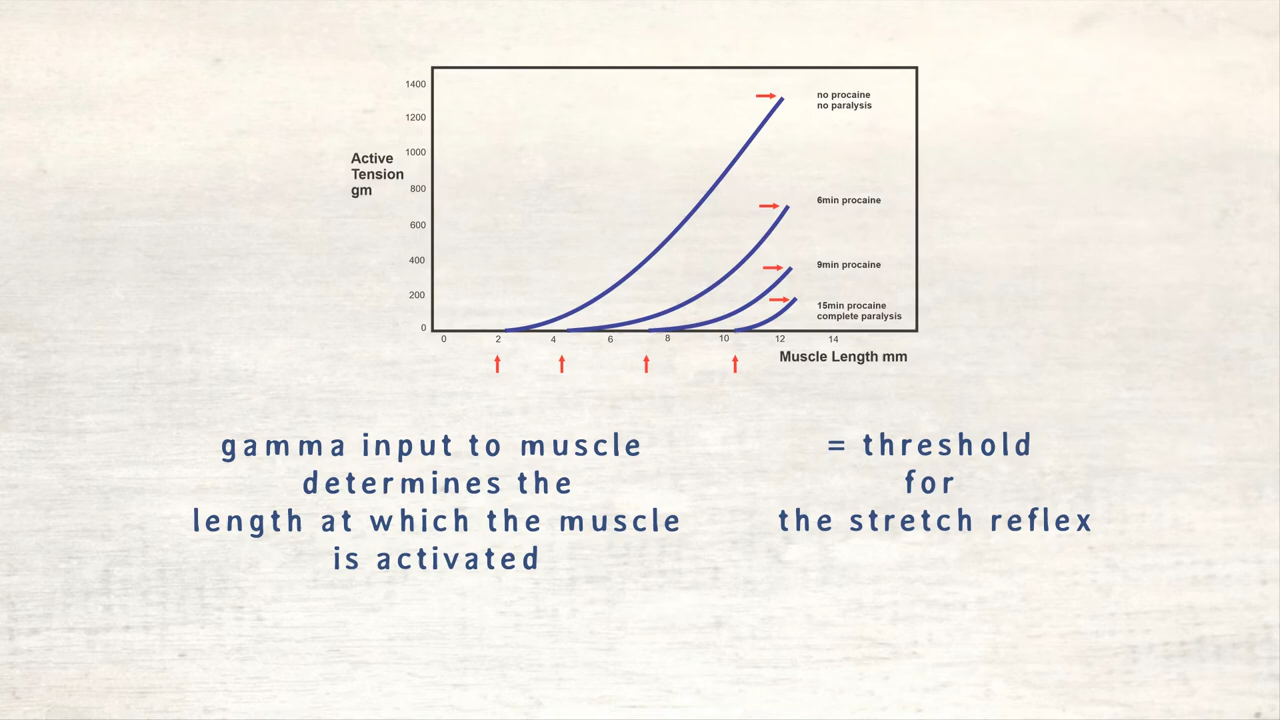 1400
1200
1000
800
600
400
200
0
Active
Tension
gm
no procaine
no paralysis
6min procaine
9min procaine
15min procaine
complete paralysis
0 2 4 6 8 10 12 14
Muscle Length mm
gamma input to muscle
determines the
length at which the muscle
is activated
= threshold
for
the stretch reflex